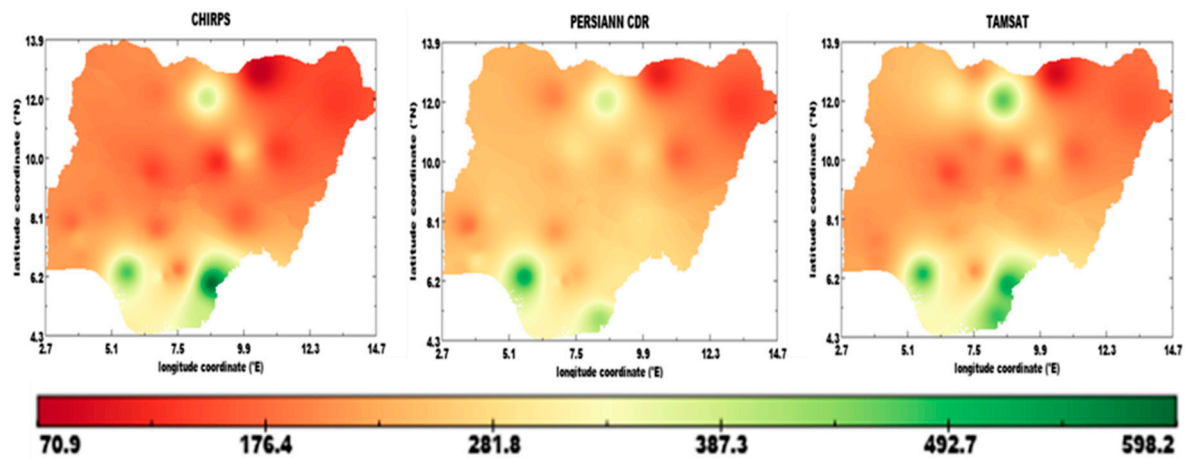 CHIRPS
PERSIANN CDR
TAMSAT
latitude coordinate (°N)
13.9
12.0
10.0
8.1
6.2
4.3
2.7 5.1 7.5 9.9 12.3 14.7
longitude coordinate (°E)
latitude coordinate (°N)
13.9
12.0
10.0
8.1
6.2
4.3
2.7 5.1 7.5 9.9 12.3 14.7
longitude coordinate (°E)
latitude coordinate (°N)
13.9
12.0
10.0
8.1
6.2
4.3
2.7 5.1 7.5 9.9 12.3 14.7
longitude coordinate (°E)
70.9 176.4 281.8 387.3 492.7 598.2